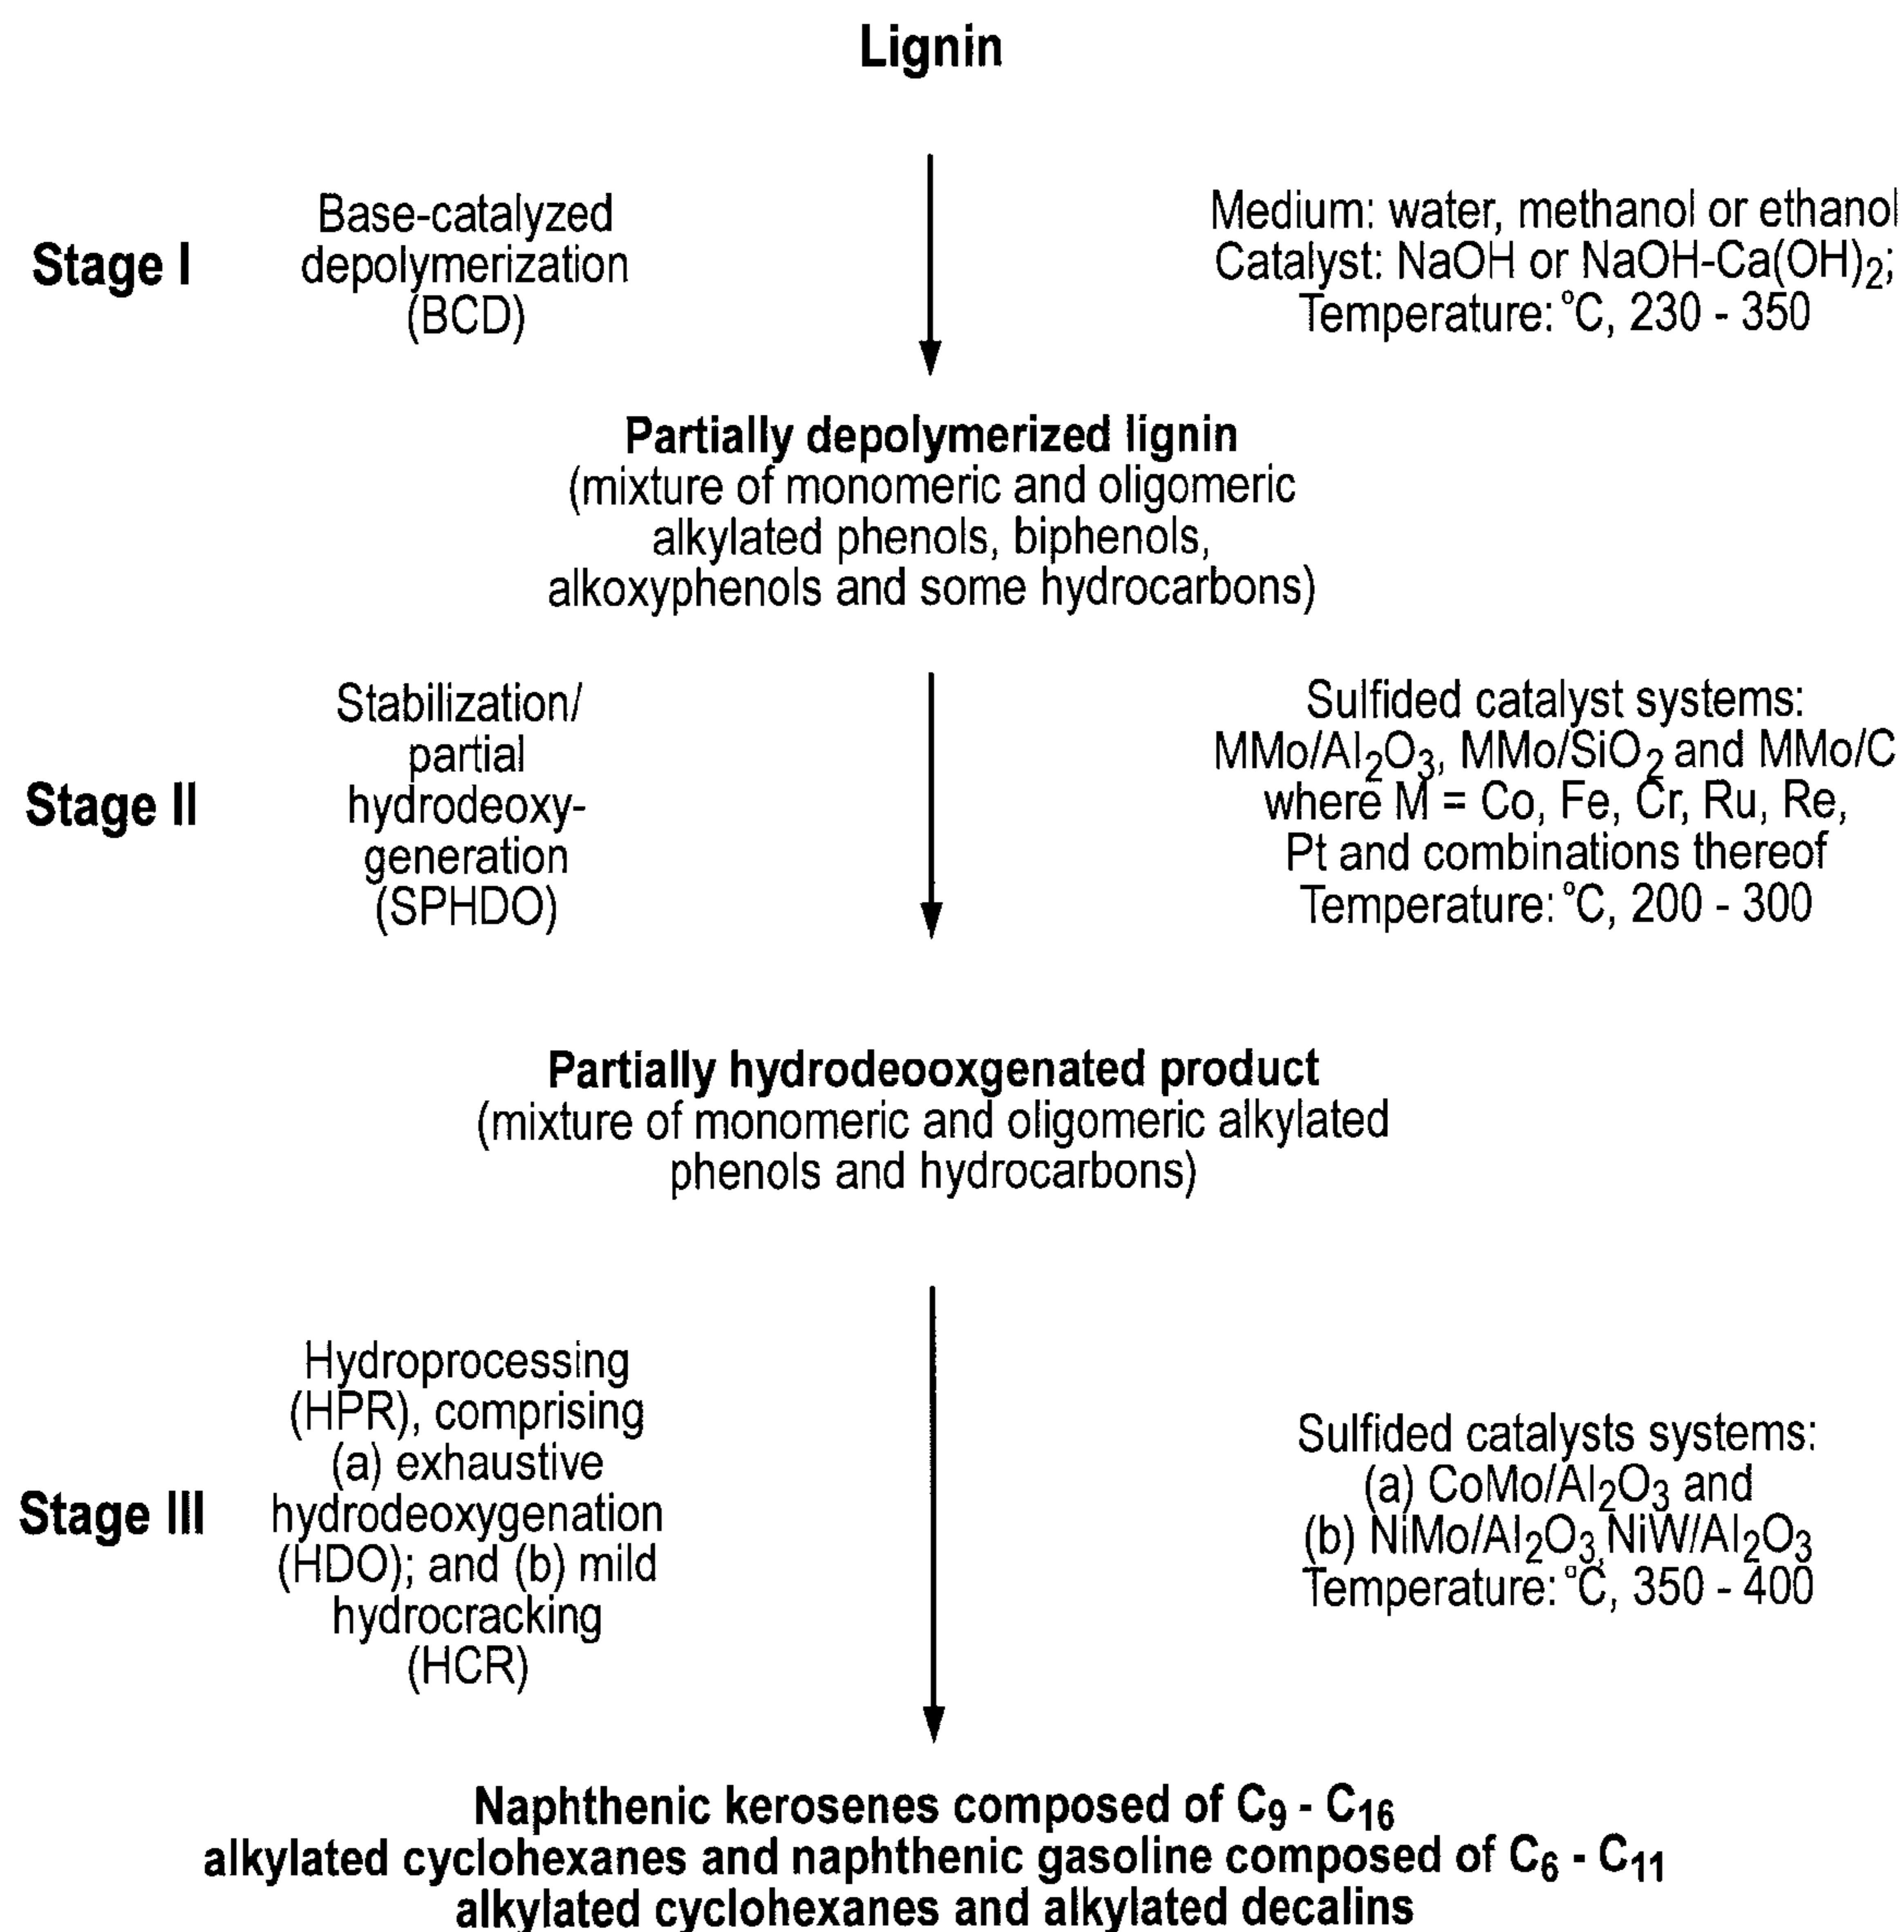 Lignin
Stage I
Base-catalyzed
depolymerization
(BCD)
Medium: water, methanol or ethanol
Catalyst: NaOH or NaOH-Ca(OH)₂;
Temperature: °C, 230 - 350
Partially depolymerized lignin
(mixture of monomeric and oligomeric
alkylated phenols, biphenols,
alkoxyphenols and some hydrocarbons)
Stage II
Stabilization/
partial
hydrodeoxy-
generation
(SPHDO)
Sulfided catalyst systems:
MMo/Al₂O₃, MMo/SiO₂ and MMo/C
where M = Co, Fe, Cr, Ru, Re,
Pt and combinations thereof
Temperature: °C, 200 - 300
Partially hydrodeooxgenated product
(mixture of monomeric and oligomeric alkylated
phenols and hydrocarbons)
Stage III
Hydroprocessing
(HPR), comprising
(a) exhaustive
hydrodeoxygenation
(HDO); and (b) mild
hydrocracking
(HCR)
Sulfided catalysts systems:
(a) CoMo/Al₂O₃ and
(b) NiMo/Al₂O₃,NiW/Al₂O₃
Temperature: °C, 350 - 400
Naphthenic kerosenes composed of C₉ - C₁₆
alkylated cyclohexanes and naphthenic gasoline composed of C₆ - C₁₁
alkylated cyclohexanes and alkylated decalins